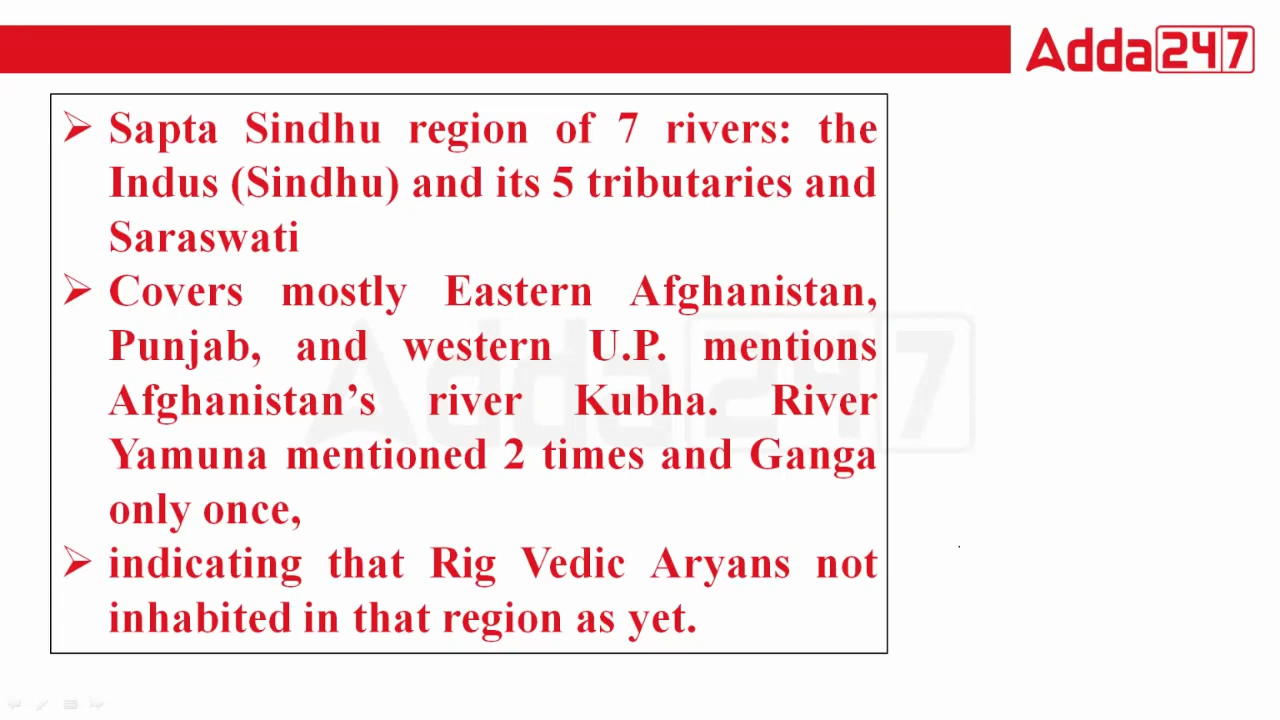 Adda247
➢ Sapta Sindhu region of 7 rivers: the
Indus (Sindhu) and its 5 tributaries and
Saraswati
➢ Covers mostly Eastern Afghanistan,
Punjab, and western U.P. mentions
Afghanistan’s river Kubha. River
Yamuna mentioned 2 times and Ganga
only once,
➢ indicating that Rig Vedic Aryans not
inhabited in that region as yet.
Adda247